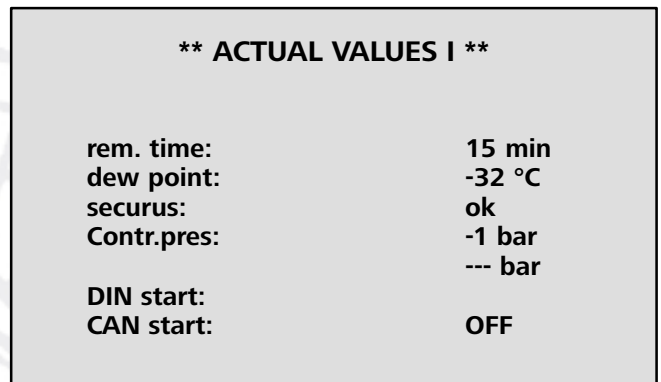 ** ACTUAL VALUES I **
rem. time: 15 min
dew point: -32 °C
securus: ok
Contr.pres: -1 bar
--- bar
DIN start:
CAN start: OFF